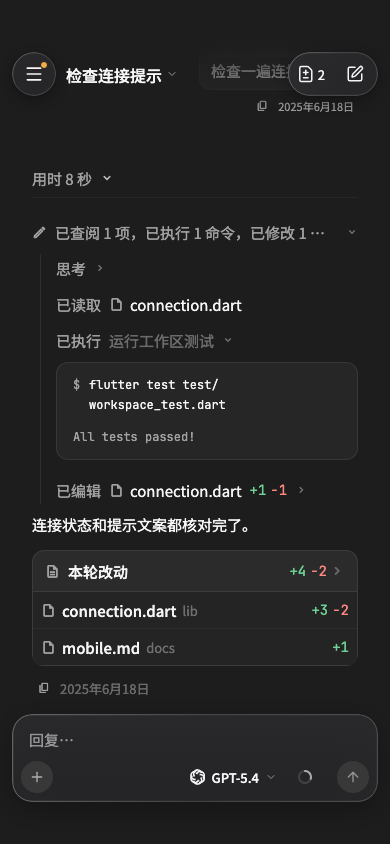 检查连接提示
检查一遍连
2
2025年6月18日
用时 8 秒
已查阅 1 项，已执行 1 命令，已修改 1 …
思考
已读取 connection.dart
已执行 运行工作区测试
$ flutter test test/
workspace_test.dart
All tests passed!
已编辑 connection.dart +1 -1
连接状态和提示文案都核对完了。
本轮改动 +4 -2
connection.dart lib +3 -2
mobile.md docs +1
2025年6月18日
回复…
GPT-5.4